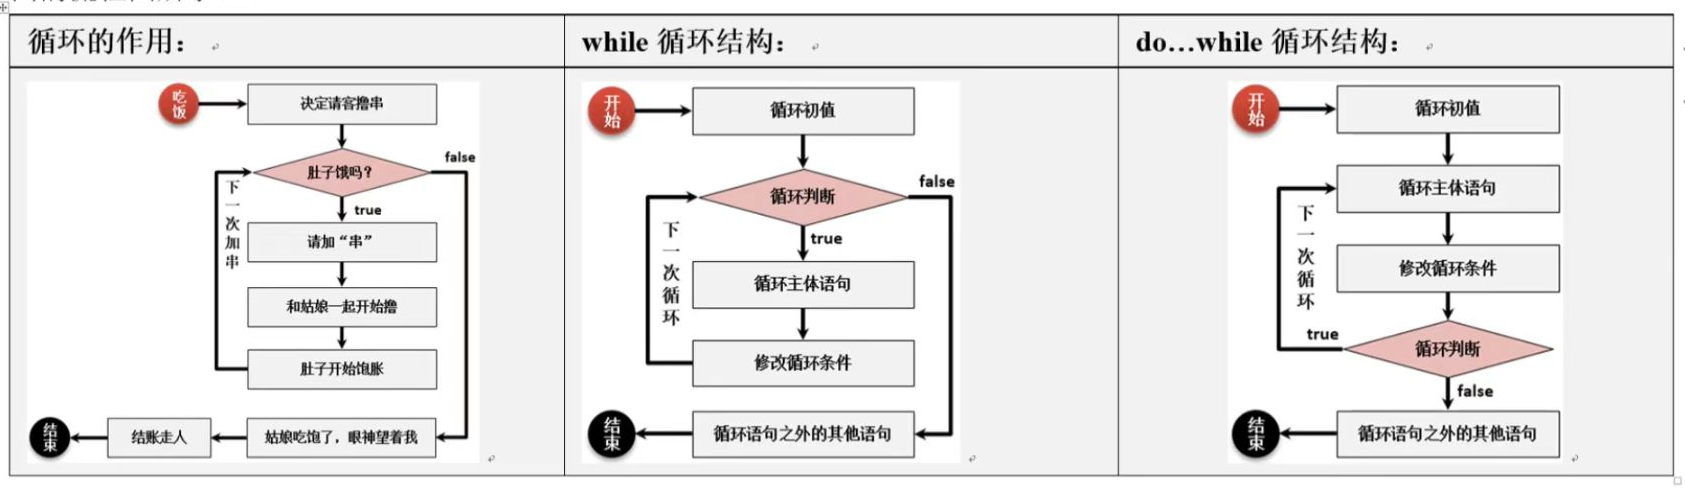 循环的作用：
吃饭
决定请客撸串
肚子饿吗？
false
true
下一次加串
请加“串”
和姑娘一起开始撸
肚子开始饱胀
姑娘吃饱了，眼神望着我
结账走人
结束
while 循环结构：
开始
循环初值
循环判断
false
true
下一次循环
循环主体语句
修改循环条件
循环语句之外的其他语句
结束
do…while 循环结构：
开始
循环初值
循环主体语句
下一次循环
修改循环条件
true
循环判断
false
循环语句之外的其他语句
结束